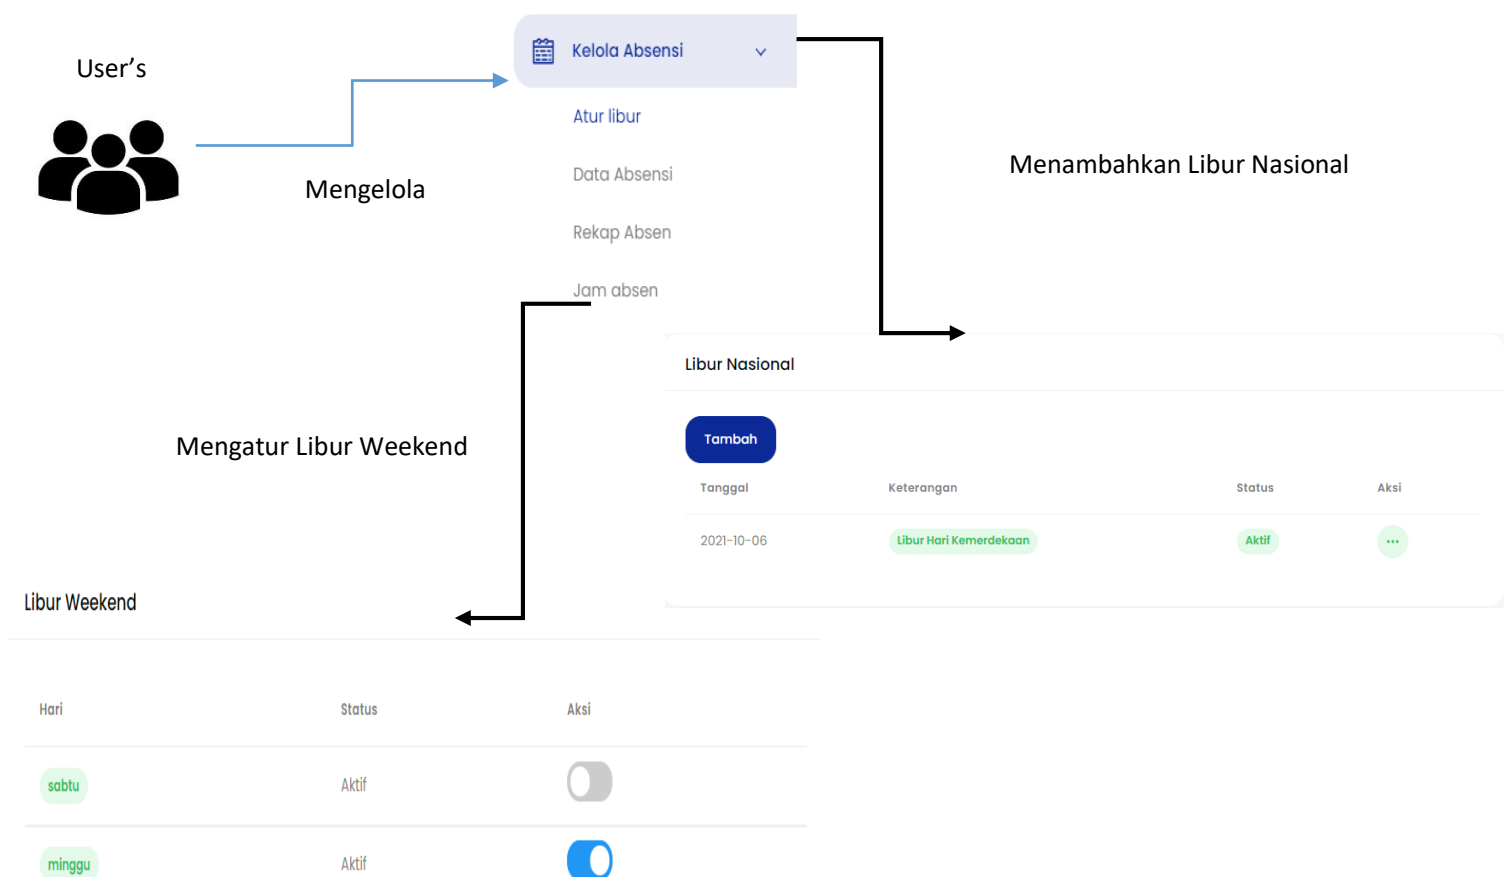 User's
Kelola Absensi
Atur libur
Data Absensi
Rekap Absen
Jam absen
Mengelola
Menambahkan Libur Nasional
Mengatur Libur Weekend
Libur Nasional
Tambah
Tanggal Keterangan Status Aksi
2021-10-06 Libur Hari Kemerdekaan Aktif
Libur Weekend
Hari Status Aksi
sabtu Aktif
minggu Aktif